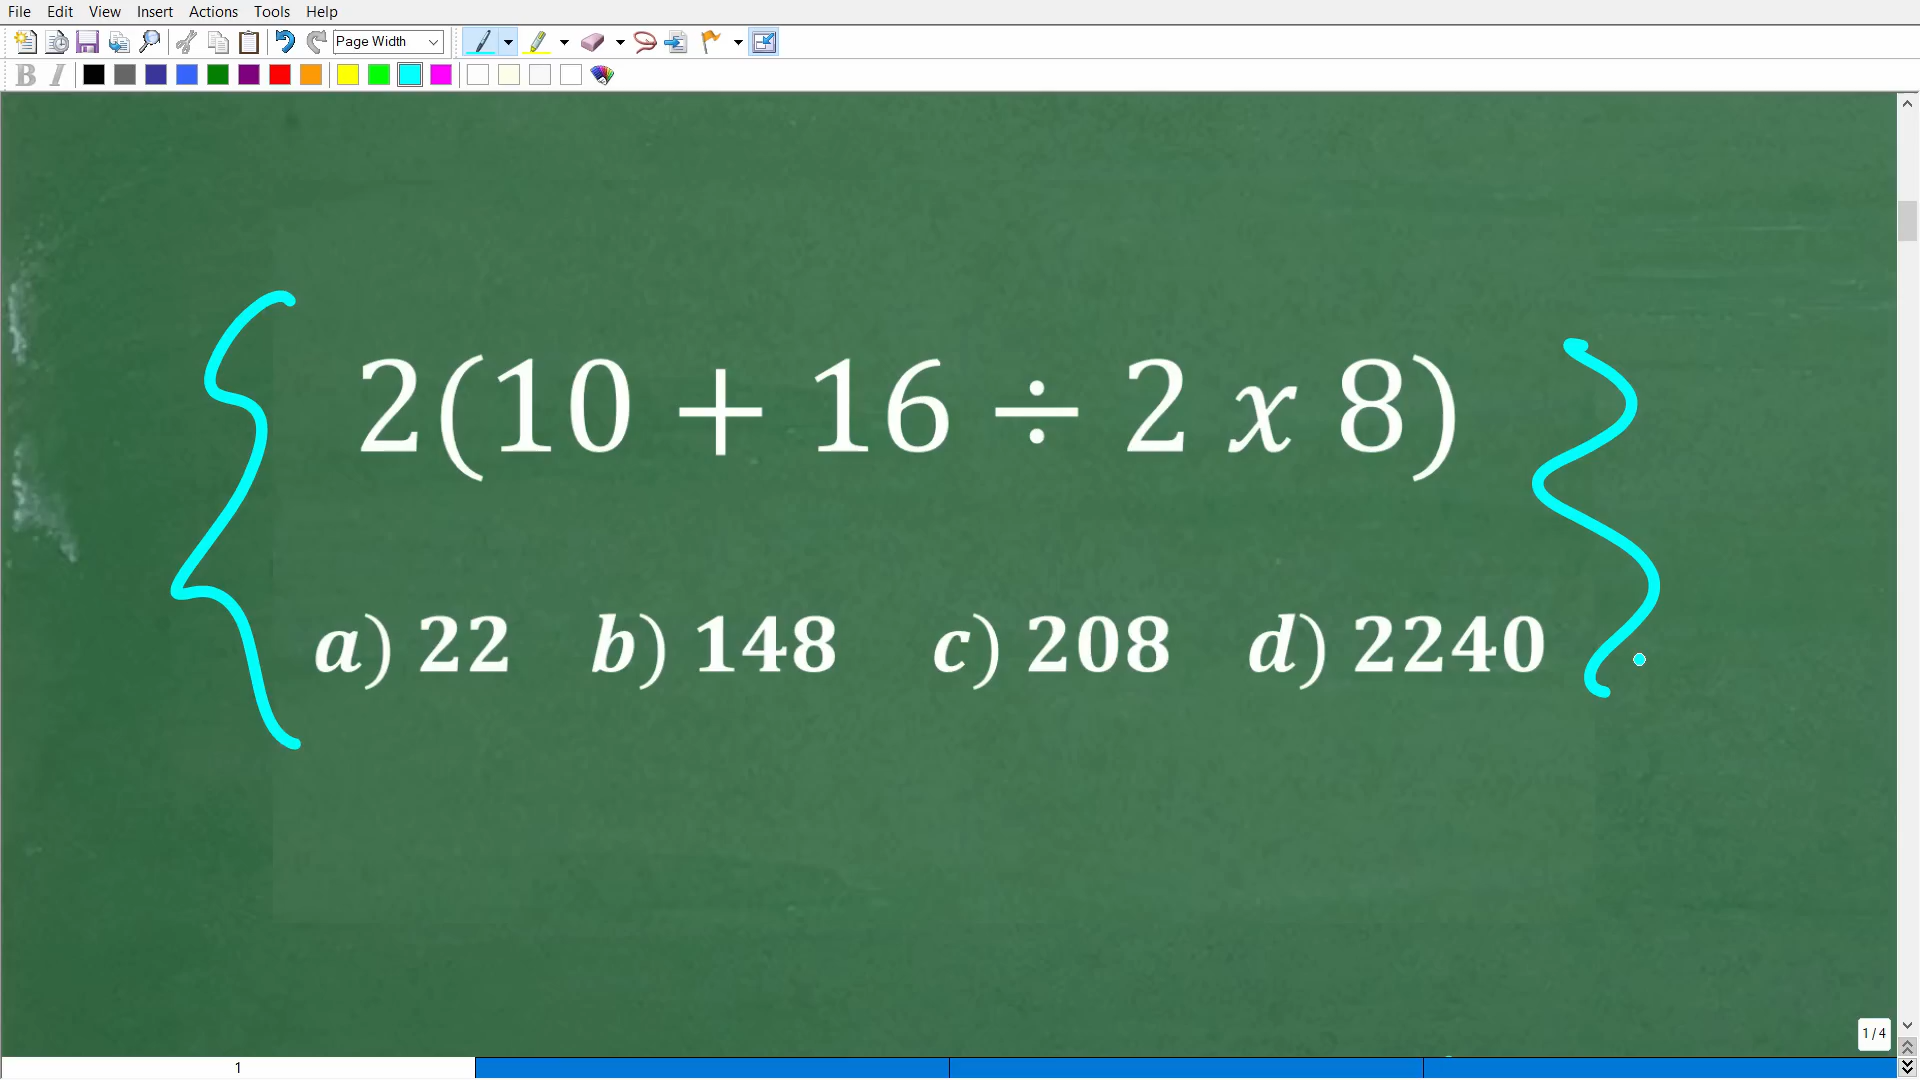 File Edit View Insert Actions Tools Help
Page Width
B I
2(10 + 16 ÷ 2 x 8)
a) 22 b) 148 c) 208 d) 2240
1 / 4
1